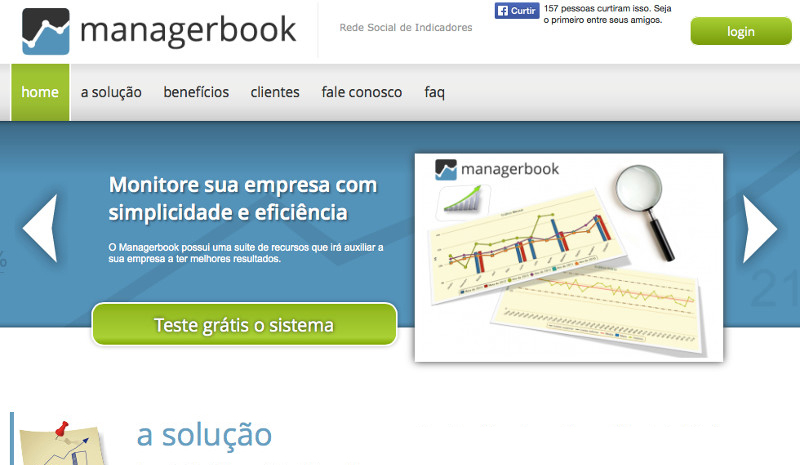 managerbook
Rede Social de Indicadores
Curtir
157 pessoas curtiram isso. Seja
o primeiro entre seus amigos.
login
home
a solução
benefícios
clientes
fale conosco
faq
Monitore sua empresa com
simplicidade e eficiência
O Managerbook possui uma suite de recursos que irá auxiliar a
sua empresa a ter melhores resultados.
Teste grátis o sistema
managerbook
%
21
a solução